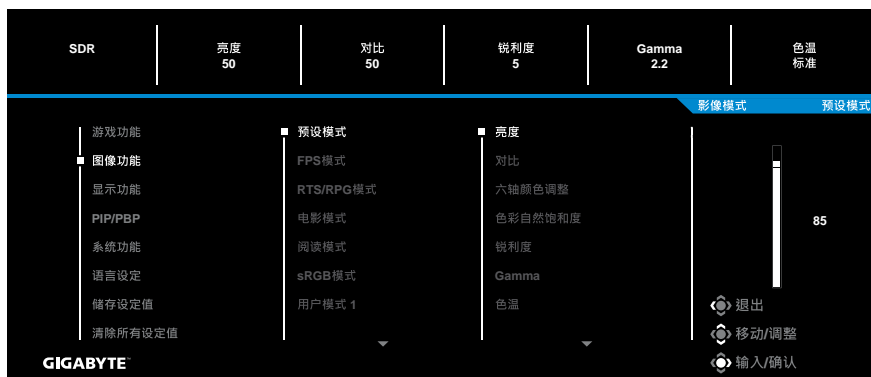 SDR
亮度
50
对比
50
锐利度
5
Gamma
2.2
色温
标准
影像模式 预设模式
游戏功能
图像功能
显示功能
PIP/PBP
系统功能
语言设定
储存设定值
清除所有设定值
预设模式
FPS模式
RTS/RPG模式
电影模式
阅读模式
sRGB模式
用户模式 1
亮度
对比
六轴颜色调整
色彩自然饱和度
锐利度
Gamma
色温
85
退出
移动/调整
输入/确认
GIGABYTE™